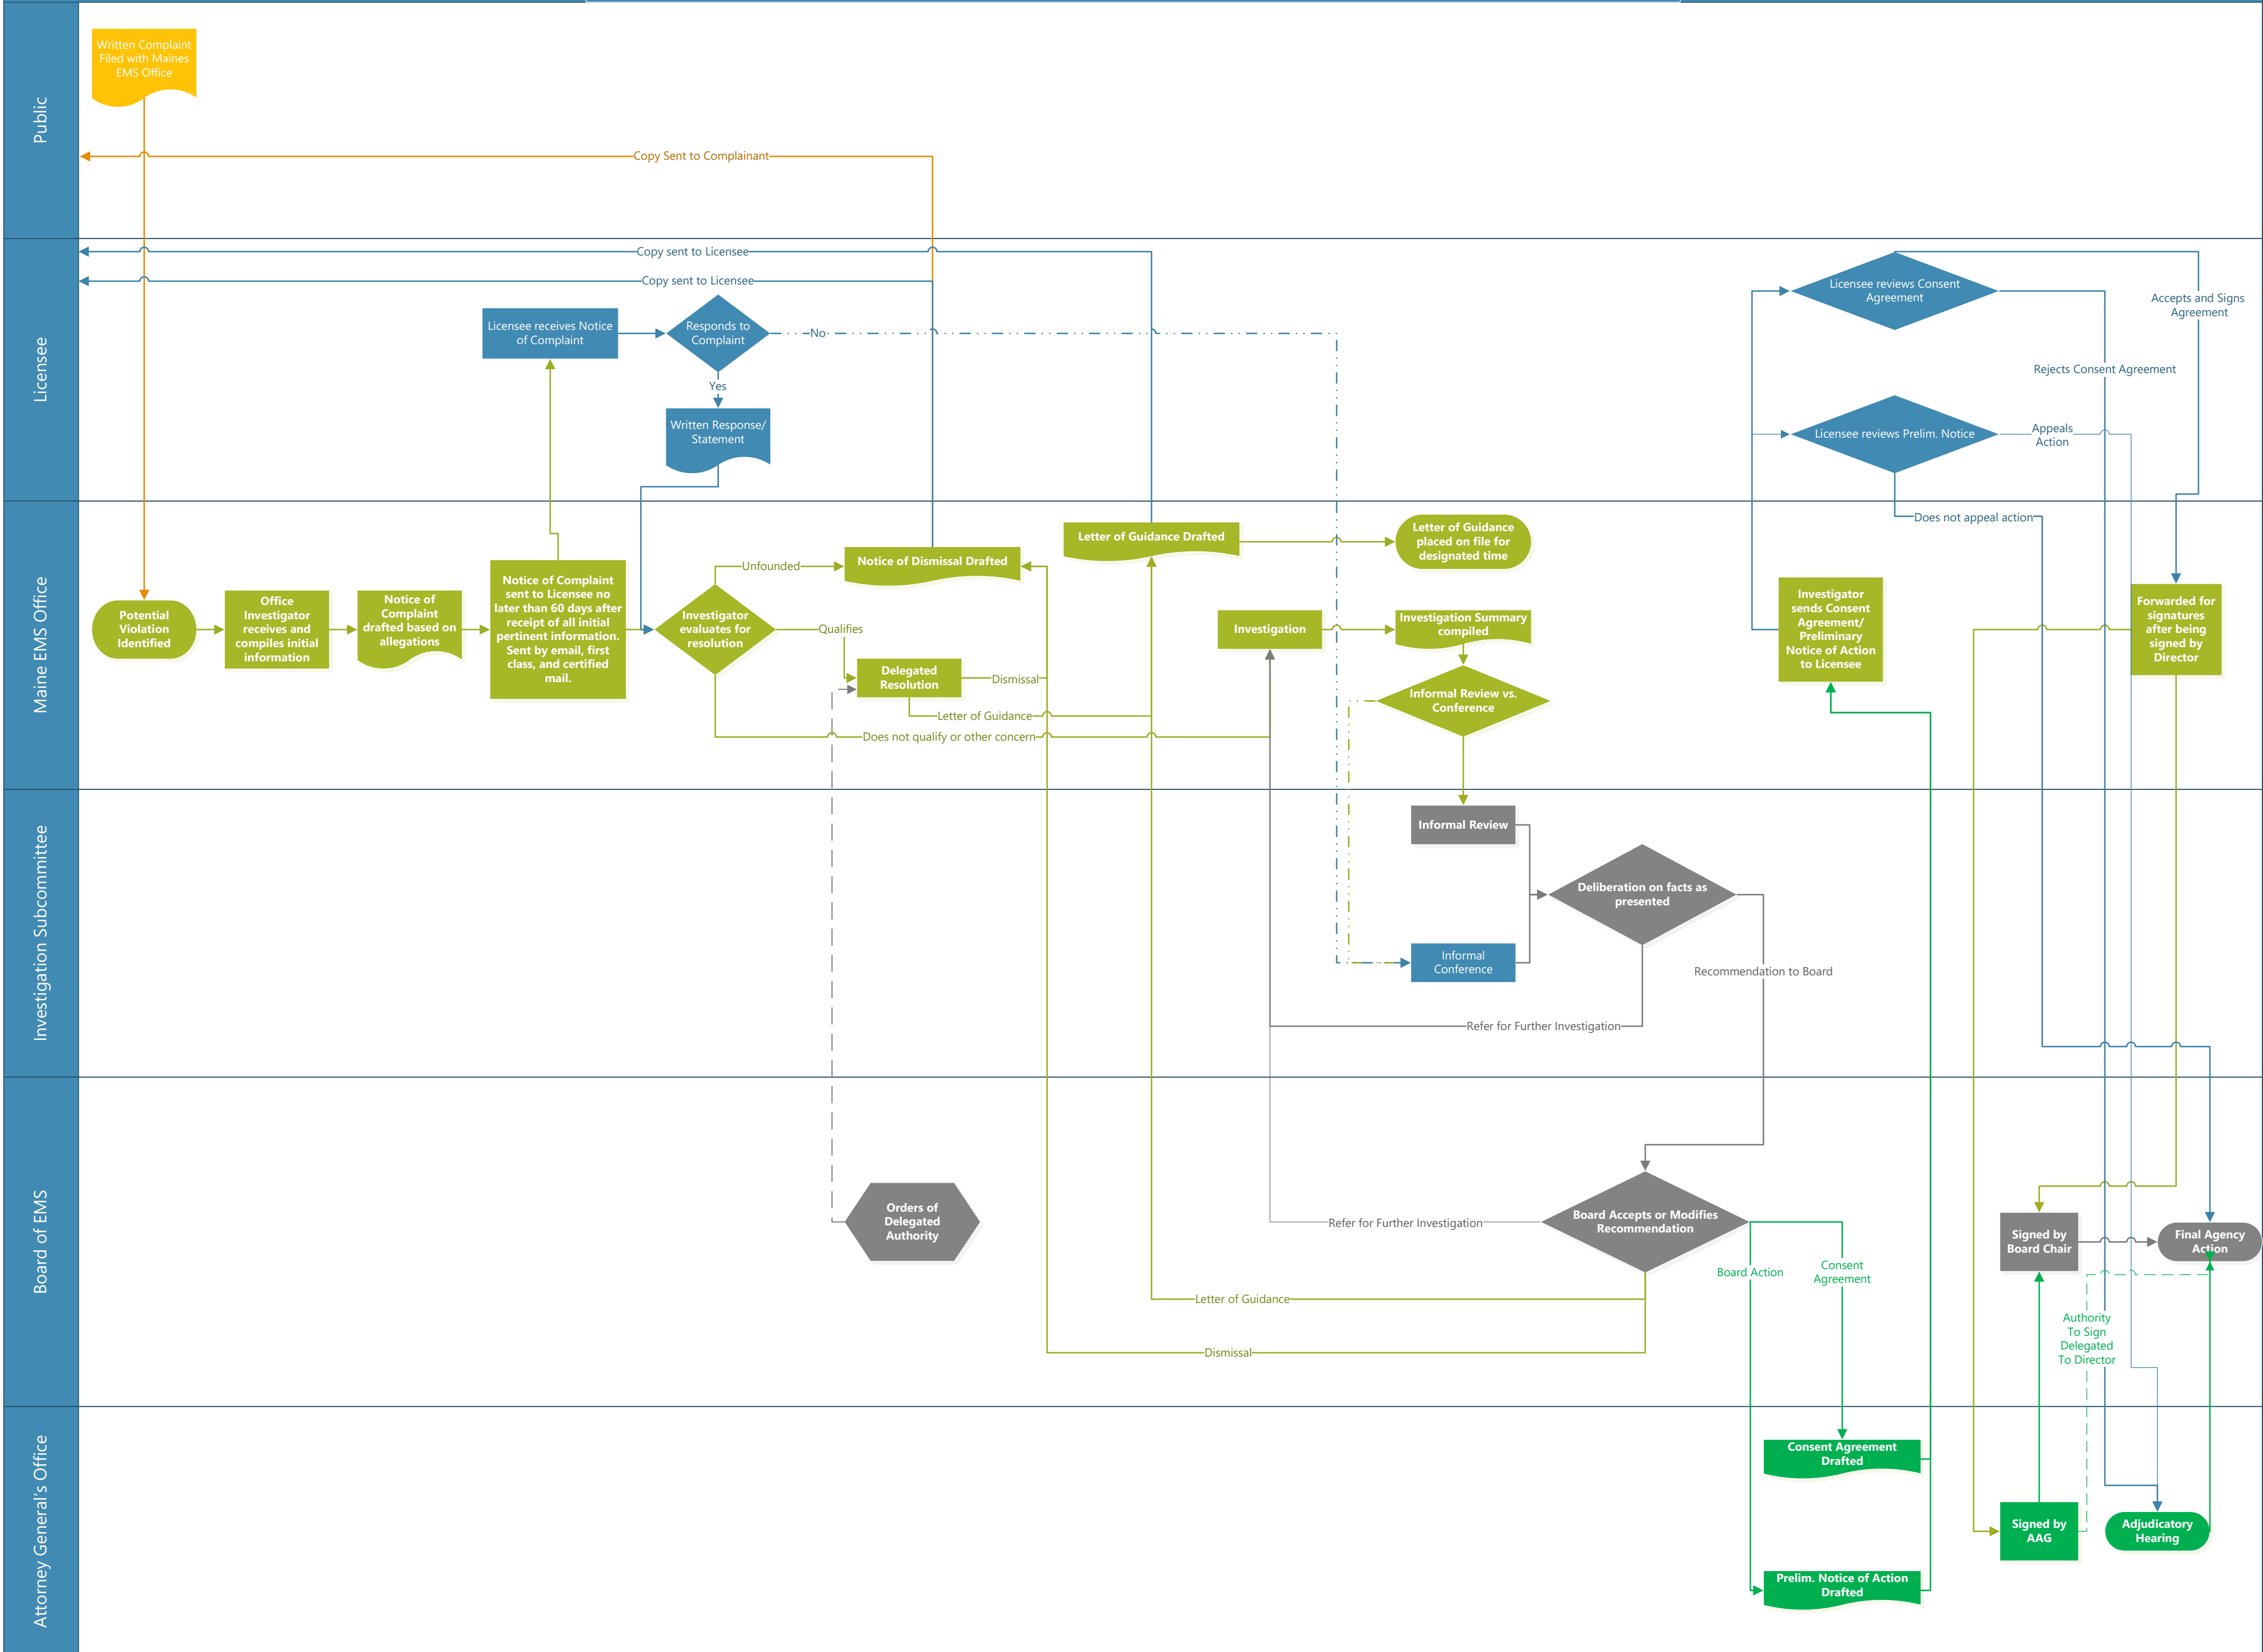 Public
Written Complaint
Filed with Maines
EMS Office
Copy Sent to Complainant
Licensee
Copy sent to Licensee
Copy sent to Licensee
Licensee receives Notice
of Complaint
Responds to
Complaint
No
Yes
Written Response/
Statement
Licensee reviews Consent
Agreement
Accepts and Signs
Agreement
Rejects Consent Agreement
Licensee reviews Prelim. Notice
Appeals
Action
Does not appeal action
Maine EMS Office
Potential
Violation
Identified
Office
Investigator
receives and
compiles initial
information
Notice of
Complaint
drafted based on
allegations
Notice of Complaint
sent to Licensee no
later than 60 days after
receipt of all initial
pertinent information.
Sent by email, first
class, and certified
mail.
Investigator
evaluates for
resolution
Unfounded
Qualifies
Notice of Dismissal Drafted
Delegated
Resolution
Dismissal
Letter of Guidance
Does not qualify or other concern
Letter of Guidance Drafted
Letter of Guidance
placed on file for
designated time
Investigation
Investigation Summary
compiled
Informal Review vs.
Conference
Investigator
sends Consent
Agreement/
Preliminary
Notice of Action
to Licensee
Forwarded for
signatures
after being
signed by
Director
Investigation Subcommittee
Informal Review
Deliberation on facts as
presented
Informal
Conference
Recommendation to Board
Refer for Further Investigation
Board of EMS
Orders of
Delegated
Authority
Refer for Further Investigation
Board Accepts or Modifies
Recommendation
Letter of Guidance
Dismissal
Board Action
Consent
Agreement
Signed by
Board Chair
Final Agency
Action
Authority
To Sign
Delegated
To Director
Attorney General's Office
Consent Agreement
Drafted
Signed by
AAG
Adjudicatory
Hearing
Prelim. Notice of Action
Drafted